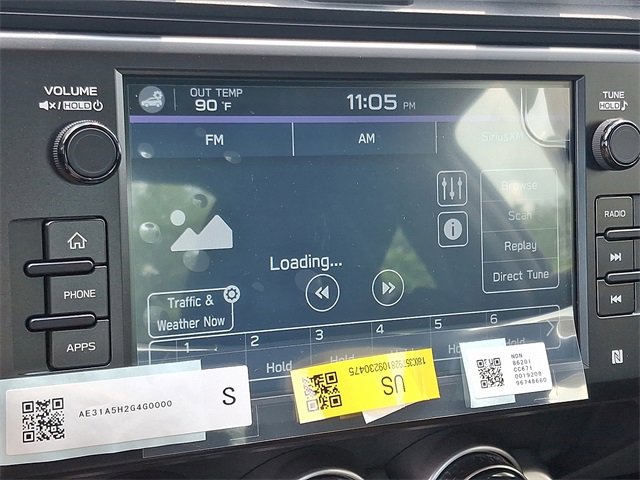 VOLUME
HOLD
OUT TEMP
90 °F
11:05 PM
TUNE
HOLD
FM
AM
SiriusXM
Browse
Scan
Replay
Direct Tune
RADIO
Loading...
PHONE
APPS
Traffic &
Weather Now
1
2
3
4
5
6
Hold
Hold
Hold
AE31A5H2G4G0000
S
US
NON
86201
CC671
0019208
96748660